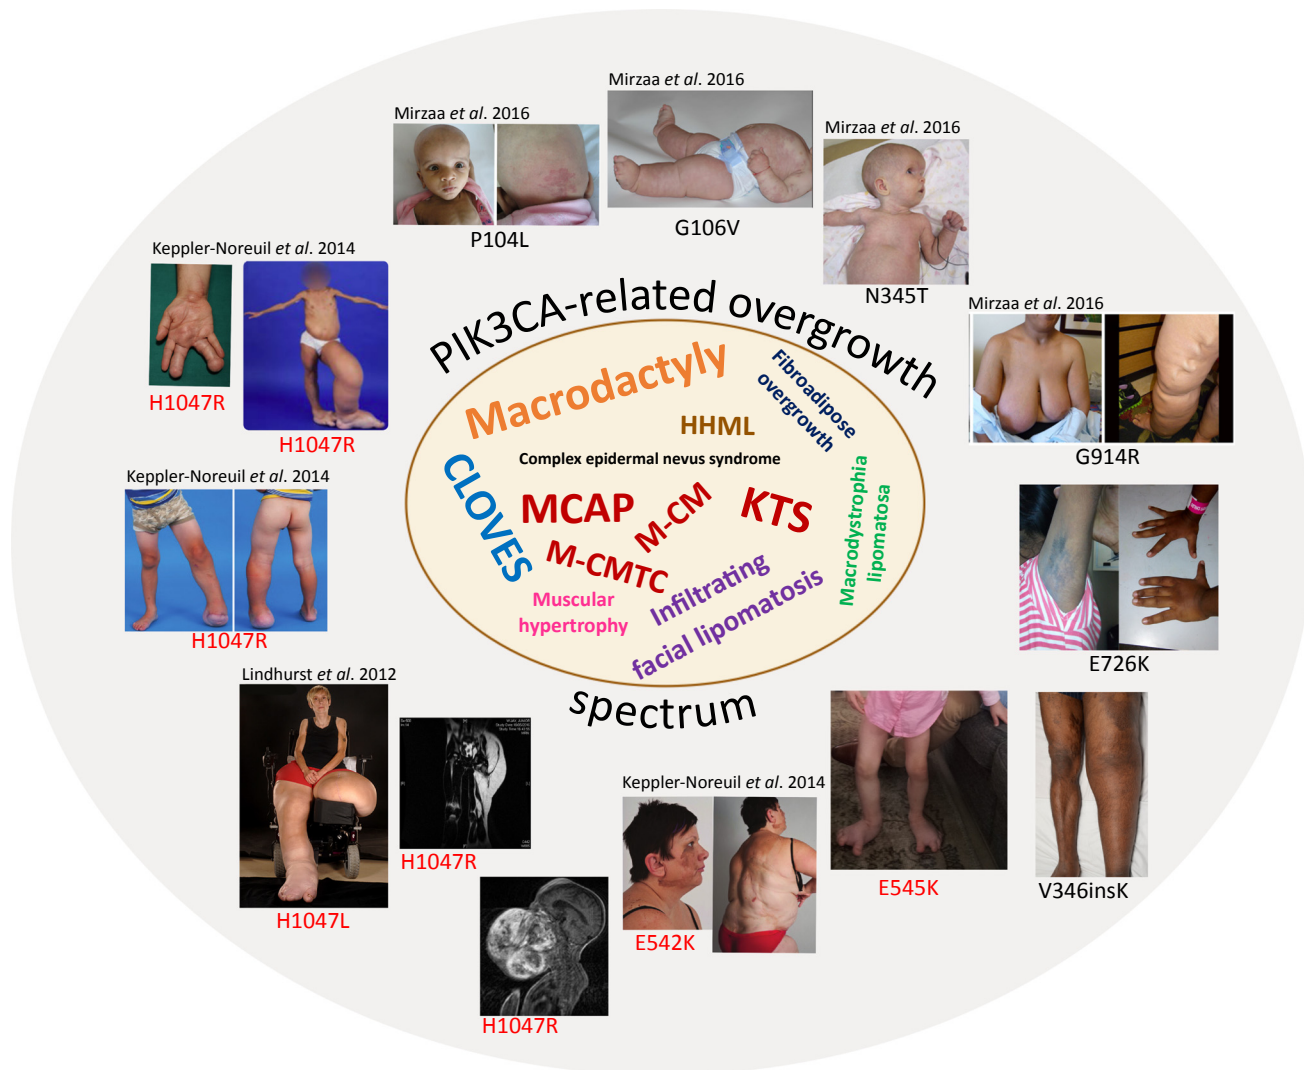 Mirzaa et al. 2016
Mirzaa et al. 2016
Mirzaa et al. 2016
P104L
G106V
N345T
Keppler-Noreuil et al. 2014
H1047R
H1047R
Mirzaa et al. 2016
G914R
PIK3CA-related overgrowth
spectrum
Macrodactyly
Fibroadipose
overgrowth
HHML
Complex epidermal nevus syndrome
CLOVES
MCAP
M-CM
KTS
M-CMTC
Macrodystrophia
lipomatosa
Muscular
hypertrophy
Infiltrating
facial lipomatosis
Keppler-Noreuil et al. 2014
H1047R
E726K
Lindhurst et al. 2012
H1047L
H1047R
H1047R
Keppler-Noreuil et al. 2014
E542K
E545K
V346insK